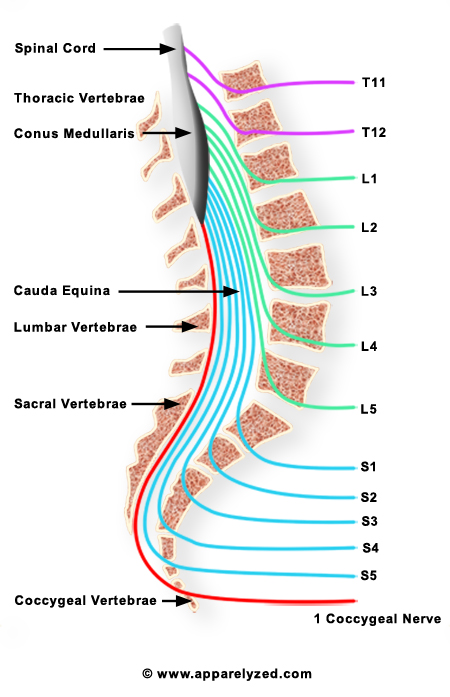 Spinal Cord
T11
Thoracic Vertebrae
T12
Conus Medullaris
L1
L2
Cauda Equina
L3
Lumbar Vertebrae
L4
Sacral Vertebrae
L5
S1
S2
S3
S4
S5
Coccygeal Vertebrae
1 Coccygeal Nerve
© www.apparelyzed.com